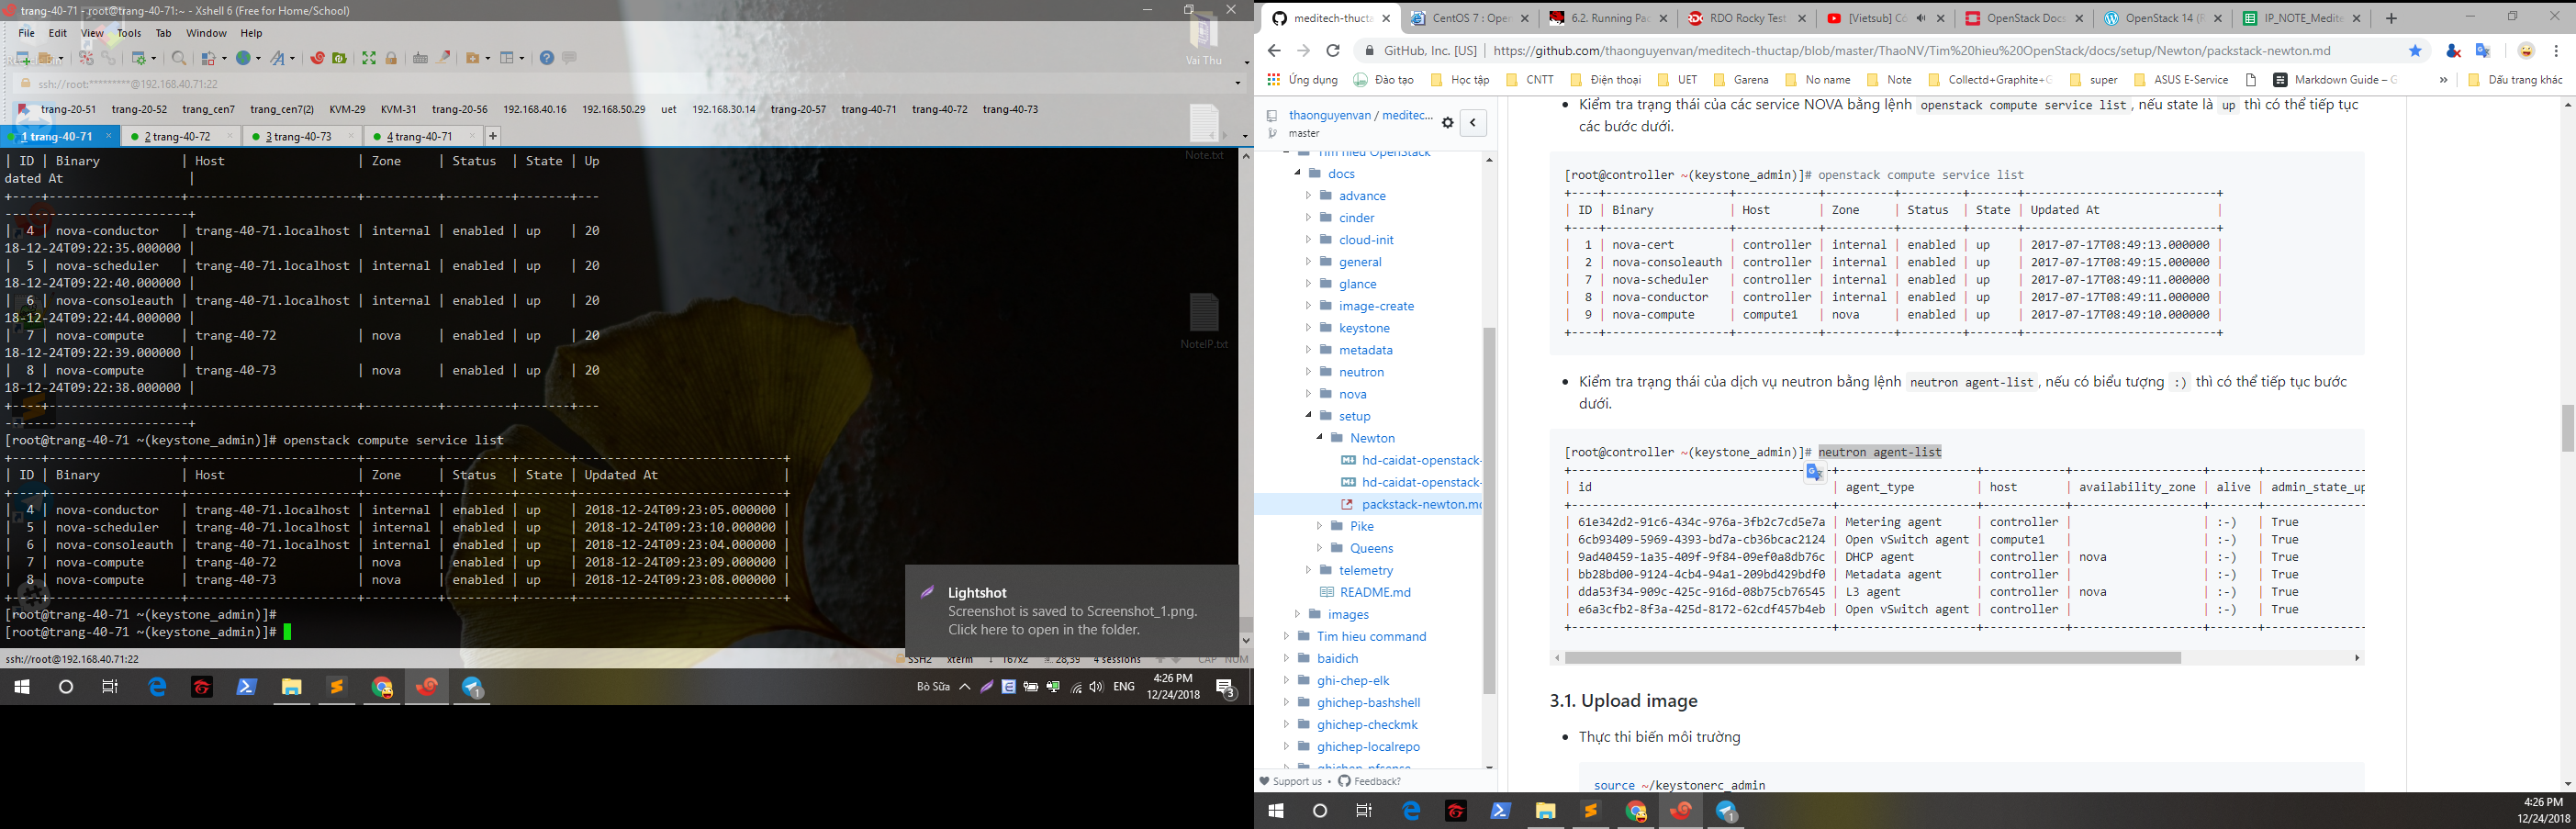 trang-40-71 - root@trang-40-71:~ - Xshell 6 (Free for Home/School)
File Edit View Tools Tab Window Help
ssh://root:*********@192.168.40.71:22
trang-20-51 trang-20-52 trang_cen7 trang_cen7(2) KVM-29 KVM-31 trang-20-56 192.168.40.16 192.168.50.29 uet 192.168.30.14 trang-20-57 trang-40-71 trang-40-72 trang-40-73
1 trang-40-71 2 trang-40-72 3 trang-40-73 4 trang-40-71
Vai Thu
Note.txt
NoteIP.txt
| ID | Binary | Host | Zone | Status | State | Up
dated At |
+----+------------------+-----------------------+----------+---------+-------+---
-------------------------+
| 4 | nova-conductor | trang-40-71.localhost | internal | enabled | up | 20
18-12-24T09:22:35.000000 |
| 5 | nova-scheduler | trang-40-71.localhost | internal | enabled | up | 20
18-12-24T09:22:40.000000 |
| 6 | nova-consoleauth | trang-40-71.localhost | internal | enabled | up | 20
18-12-24T09:22:44.000000 |
| 7 | nova-compute | trang-40-72 | nova | enabled | up | 20
18-12-24T09:22:39.000000 |
| 8 | nova-compute | trang-40-73 | nova | enabled | up | 20
18-12-24T09:22:38.000000 |
+----+------------------+-----------------------+----------+---------+-------+---
-------------------------+
[root@trang-40-71 ~(keystone_admin)]# openstack compute service list
+----+------------------+-----------------------+----------+---------+-------+----------------------------+
| ID | Binary | Host | Zone | Status | State | Updated At |
+----+------------------+-----------------------+----------+---------+-------+----------------------------+
| 4 | nova-conductor | trang-40-71.localhost | internal | enabled | up | 2018-12-24T09:23:05.000000 |
| 5 | nova-scheduler | trang-40-71.localhost | internal | enabled | up | 2018-12-24T09:23:10.000000 |
| 6 | nova-consoleauth | trang-40-71.localhost | internal | enabled | up | 2018-12-24T09:23:04.000000 |
| 7 | nova-compute | trang-40-72 | nova | enabled | up | 2018-12-24T09:23:09.000000 |
| 8 | nova-compute | trang-40-73 | nova | enabled | up | 2018-12-24T09:23:08.000000 |
+----+------------------+-----------------------+----------+---------+-------+----------------------------+
[root@trang-40-71 ~(keystone_admin)]#
[root@trang-40-71 ~(keystone_admin)]#
Lightshot
Screenshot is saved to Screenshot_1.png.
Click here to open in the folder.
ssh://root@192.168.40.71:22 SSH2 xterm 167x2 28,39 4 sessions CAP NUM
Bò Sữa ENG 4:26 PM
12/24/2018 3
meditech-thuctap CentOS 7 : Open 6.2. Running Pac RDO Rocky Test [Vietsub] Cô OpenStack Docs OpenStack 14 (R IP_NOTE_Medite
GitHub, Inc. [US] | https://github.com/thaonguyenvan/meditech-thuctap/blob/master/ThaoNV/Tim%20hieu%20OpenStack/docs/setup/Newton/packstack-newton.md
Ứng dụng Đào tạo Học tập CNTT Điện thoại UET Garena No name Note Collectd+Graphite+G super ASUS E-Service Markdown Guide – G » Dấu trang khác
thaonguyenvan / meditec...
master
Tim hieu OpenStack
docs
advance
cinder
cloud-init
general
glance
image-create
keystone
metadata
neutron
nova
setup
Newton
hd-caidat-openstack-
hd-caidat-openstack-
packstack-newton.md
Pike
Queens
telemetry
README.md
images
Tim hieu command
baidich
ghi-chep-elk
ghichep-bashshell
ghichep-checkmk
ghichep-localrepo
ghichep-pfsense
Support us • Feedback?
Kiểm tra trạng thái của các service NOVA bằng lệnh openstack compute service list, nếu state là up thì có thể tiếp tục
các bước dưới.
[root@controller ~(keystone_admin)]# openstack compute service list
+----+------------------+------------+----------+---------+-------+----------------------------+
| ID | Binary | Host | Zone | Status | State | Updated At |
+----+------------------+------------+----------+---------+-------+----------------------------+
| 1 | nova-cert | controller | internal | enabled | up | 2017-07-17T08:49:13.000000 |
| 2 | nova-consoleauth | controller | internal | enabled | up | 2017-07-17T08:49:15.000000 |
| 7 | nova-scheduler | controller | internal | enabled | up | 2017-07-17T08:49:11.000000 |
| 8 | nova-conductor | controller | internal | enabled | up | 2017-07-17T08:49:11.000000 |
| 9 | nova-compute | compute1 | nova | enabled | up | 2017-07-17T08:49:10.000000 |
+----+------------------+------------+----------+---------+-------+----------------------------+
Kiểm tra trạng thái của dịch vụ neutron bằng lệnh neutron agent-list, nếu có biểu tượng :) thì có thể tiếp tục bước
dưới.
[root@controller ~(keystone_admin)]# neutron agent-list
+--------------------------------------+--------------------+------------+-------------------+-------+---------------
| id | agent_type | host | availability_zone | alive | admin_state_up
+--------------------------------------+--------------------+------------+-------------------+-------+---------------
| 61e342d2-91c6-434c-976a-3fb2c7cd5e7a | Metering agent | controller | | :-) | True
| 6cb93409-5969-4393-bd7a-cb36bcac2124 | Open vSwitch agent | compute1 | | :-) | True
| 9ad40459-1a35-409f-9f84-09ef0a8db76c | DHCP agent | controller | nova | :-) | True
| bb28bd00-9124-4cb4-94a1-209bd429bdf0 | Metadata agent | controller | | :-) | True
| dda53f34-909c-425c-916d-08b75cb76545 | L3 agent | controller | nova | :-) | True
| e6a3cfb2-8f3a-425d-8172-62cdf457b4eb | Open vSwitch agent | controller | | :-) | True
+--------------------------------------+--------------------+------------+-------------------+-------+---------------
3.1. Upload image
Thực thi biến môi trường
source ~/keystonerc_admin
4:26 PM
12/24/2018